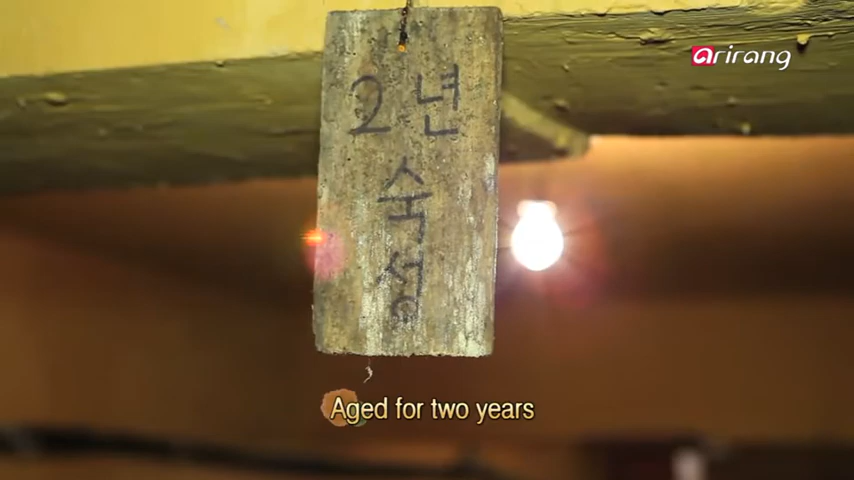 arirang
2년
숙성
Aged for two years